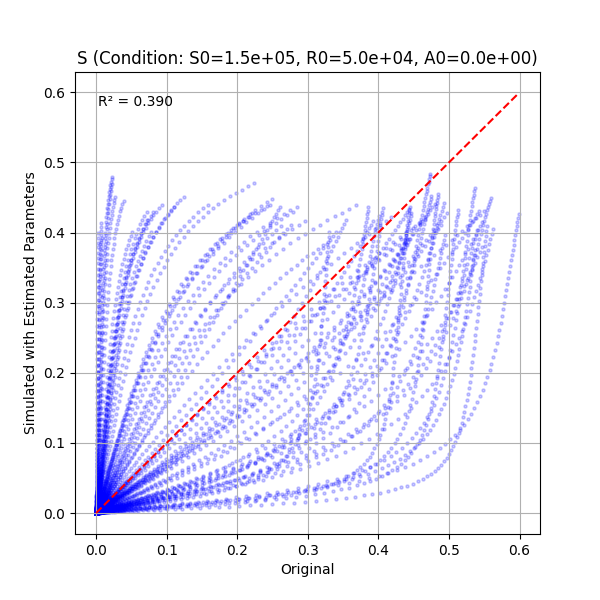 S (Condition: S0=1.5e+05, R0=5.0e+04, A0=0.0e+00)
R² = 0.390
Simulated with Estimated Parameters
0.6
0.5
0.4
0.3
0.2
0.1
0.0
0.0 0.1 0.2 0.3 0.4 0.5 0.6
Original